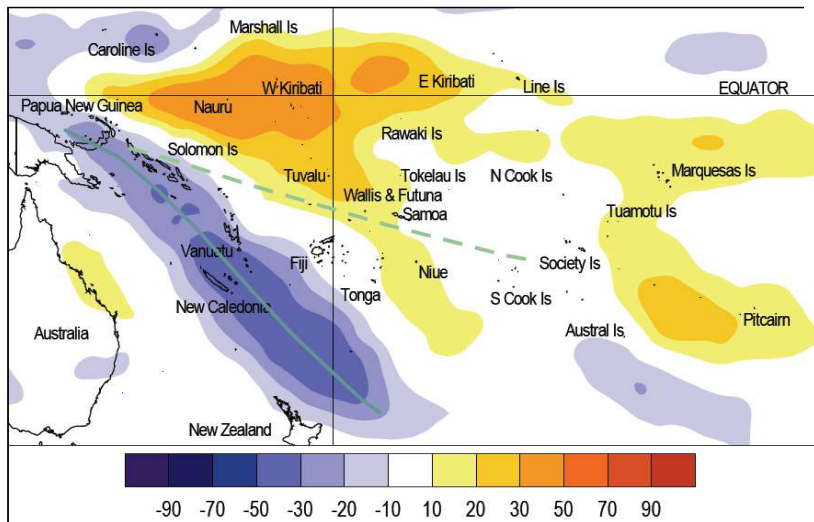 Marshall Is
Caroline Is
W Kiribati
E Kiribati
Line Is
EQUATOR
Papua New Guinea
Nauru
Rawaki Is
Solomon Is
Tuvalu
Tokelau Is
N Cook Is
Marquesas Is
Wallis & Futuna
Samoa
Tuamotu Is
Vanuatu
Fiji
Niue
Society Is
Tonga
S Cook Is
New Caledonia
Australia
Austral Is
Pitcairn
New Zealand
-90 -70 -50 -30 -20 -10 10 20 30 50 70 90